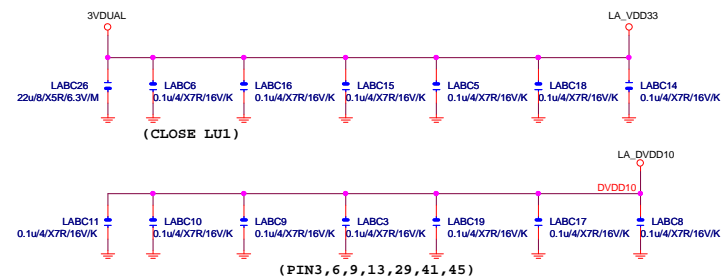 3VDUAL
LA_VDD33
LABC26
22u/8/X5R/6.3V/M
LABC6
0.1u/4/X7R/16V/K
LABC16
0.1u/4/X7R/16V/K
LABC15
0.1u/4/X7R/16V/K
LABC5
0.1u/4/X7R/16V/K
LABC18
0.1u/4/X7R/16V/K
LABC14
0.1u/4/X7R/16V/K
(CLOSE LU1)
LA_DVDD10
DVDD10
LABC11
0.1u/4/X7R/16V/K
LABC10
0.1u/4/X7R/16V/K
LABC9
0.1u/4/X7R/16V/K
LABC3
0.1u/4/X7R/16V/K
LABC19
0.1u/4/X7R/16V/K
LABC17
0.1u/4/X7R/16V/K
LABC8
0.1u/4/X7R/16V/K
(PIN3,6,9,13,29,41,45)